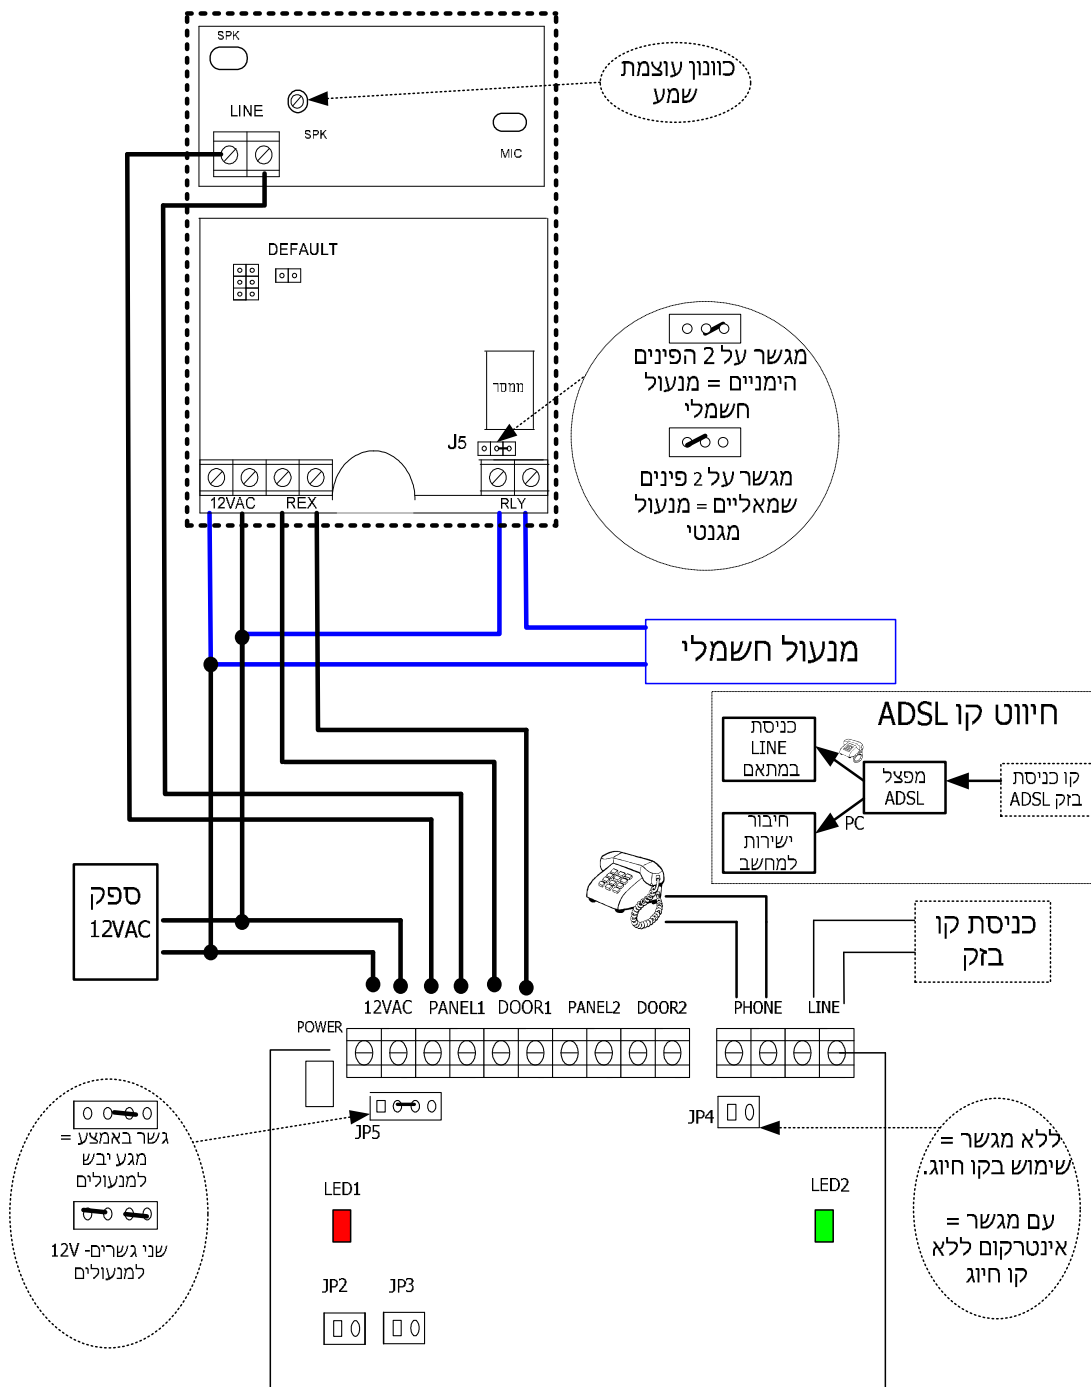 SPK
כוונון עוצמת
שמע
LINE
SPK
MIC
DEFAULT
מגשר על 2 הפינים
הימניים = מנעול
חשמלי
ממסר
J5
מגשר על 2 פינים
שמאליים = מנעול
מגנטי
12VAC
REX
RLY
מנעול חשמלי
חיווט קו ADSL
כניסת
LINE
במתאם
מפצל
ADSL
קו כניסת
בזק ADSL
PC
חיבור
ישירות
למחשב
ספק
12VAC
כניסת קו
בזק
12VAC
PANEL1
DOOR1
PANEL2
DOOR2
PHONE
LINE
POWER
JP5
JP4
גשר באמצע =
מגע יבש
למנעולים
שני גשרים- 12V
למנעולים
ללא מגשר =
שימוש בקו חיוג.
עם מגשר =
אינטרקום ללא
קו חיוג
LED1
LED2
JP2
JP3